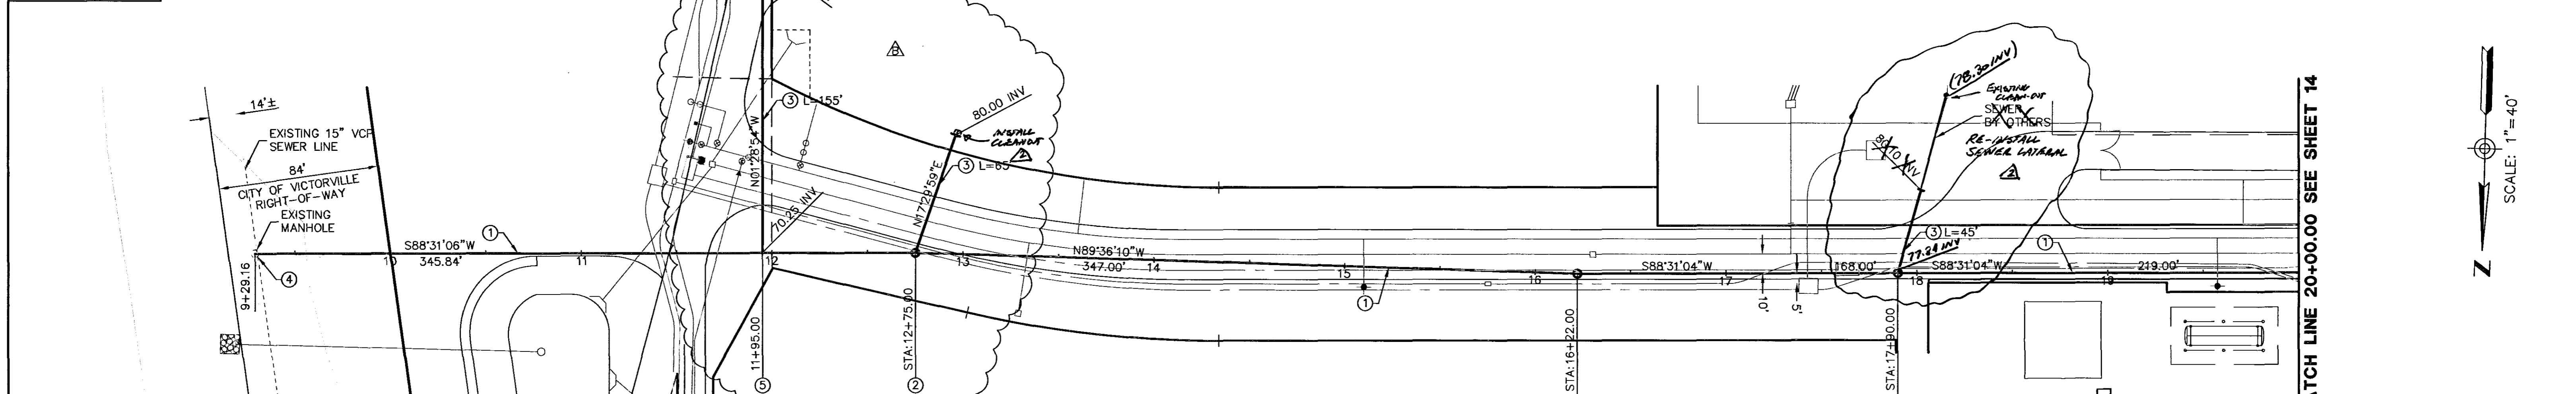 14'±
EXISTING 15" VCP
SEWER LINE
84'
CITY OF VICTORVILLE
RIGHT-OF-WAY
EXISTING
MANHOLE
9+29.16
4
S88°31'06"W
1
345.84'
10
11
12
3 L=155'
N01°28'54"W
70.25 INV
11+95.00
5
B
80.00 INV
INSTALL
CLEANOUT
2
3 L=65'
N17°29'59"E
STA:12+75.00
2
13
N89°36'10"W
347.00'
14
15
1
16
STA:16+22.00
S88°31'04"W
17
168.00'
10'
5'
(78.30 INV)
EXISTING
CLEAN-OUT
SEWER
BY OTHERS
RE-INSTALL
SEWER LATERAL
2
80.10 INV
3 L=45'
77.21 INV
STA:17+90.00
18
S88°31'04"W
1
19
219.00'
ATCH LINE 20+00.00 SEE SHEET 14
SCALE: 1"=40'
N